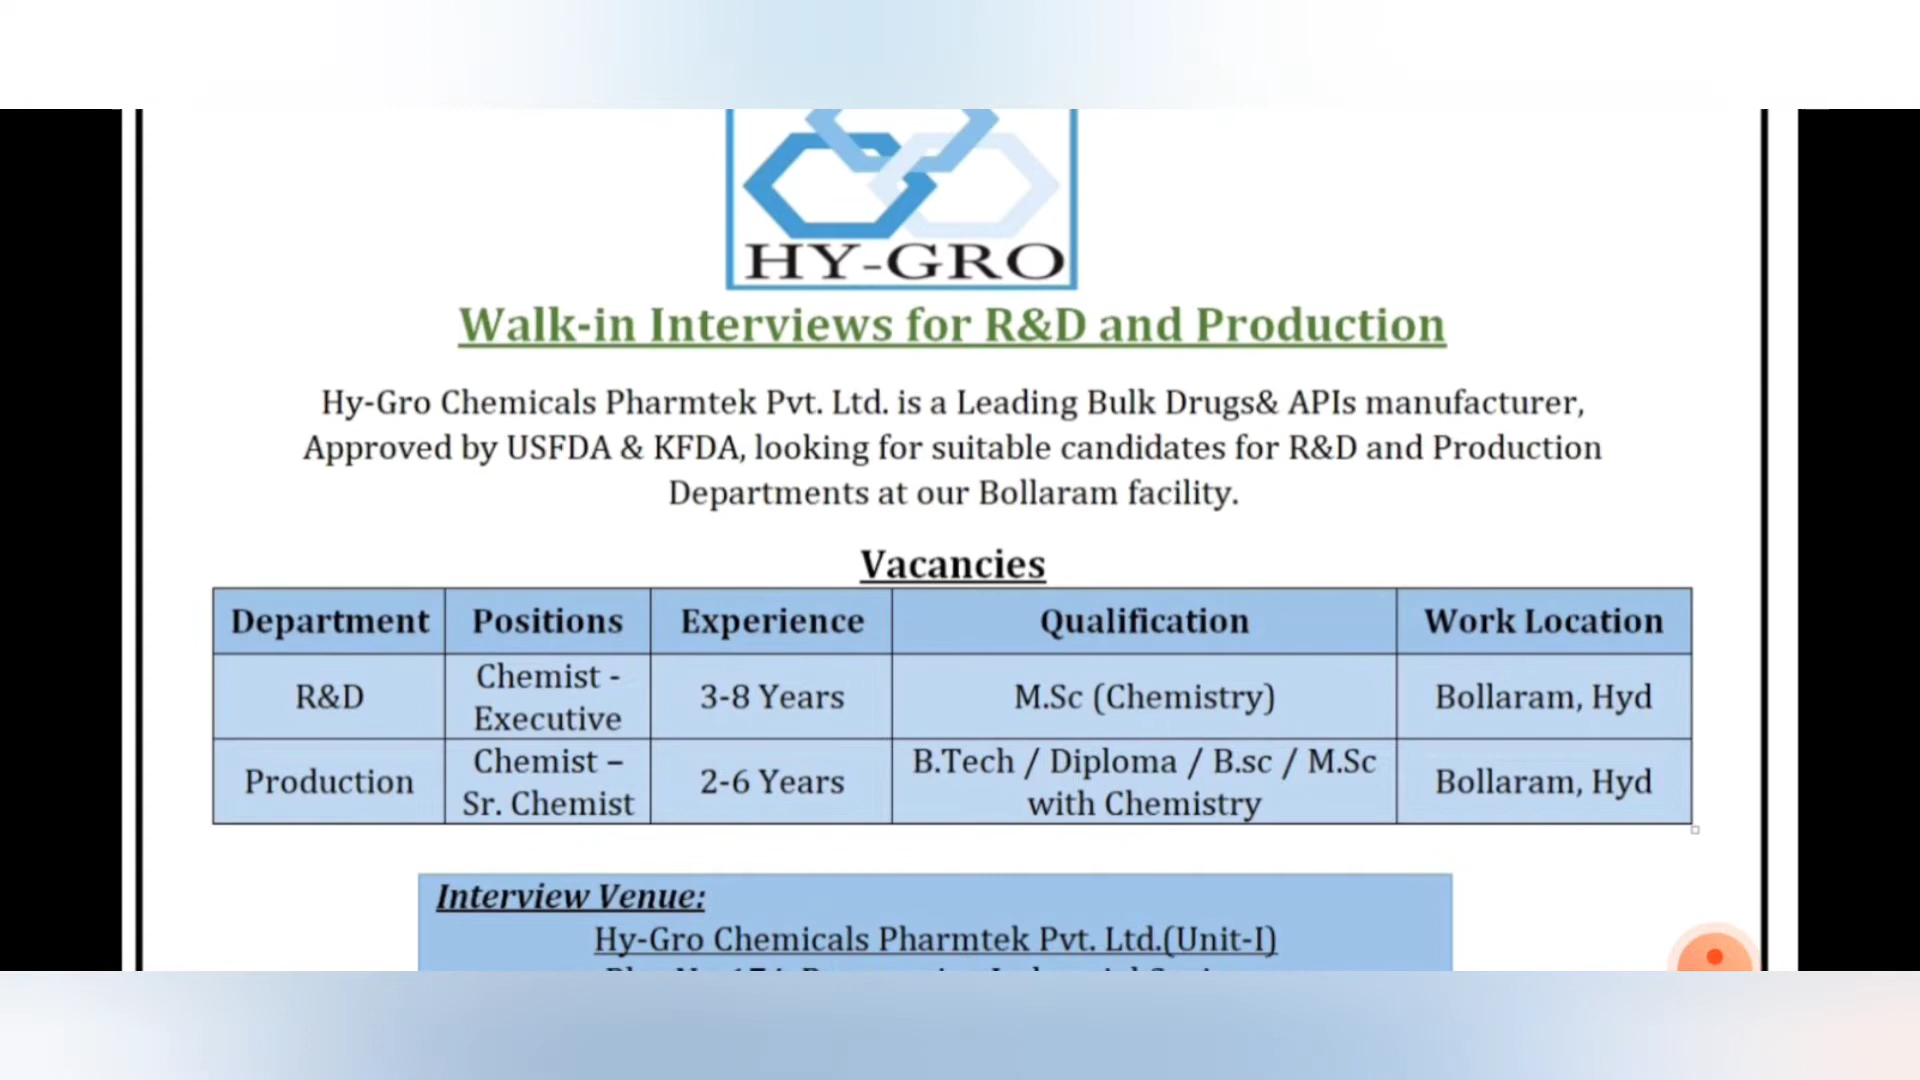 HY-GRO
Walk-in Interviews for R&D and Production
Hy-Gro Chemicals Pharmtek Pvt. Ltd. is a Leading Bulk Drugs& APIs manufacturer,
Approved by USFDA & KFDA, looking for suitable candidates for R&D and Production
Departments at our Bollaram facility.
Vacancies
Department Positions Experience Qualification Work Location
R&D Chemist - Executive 3-8 Years M.Sc (Chemistry) Bollaram, Hyd
Production Chemist – Sr. Chemist 2-6 Years B.Tech / Diploma / B.sc / M.Sc with Chemistry Bollaram, Hyd
Interview Venue:
Hy-Gro Chemicals Pharmtek Pvt. Ltd.(Unit-I)